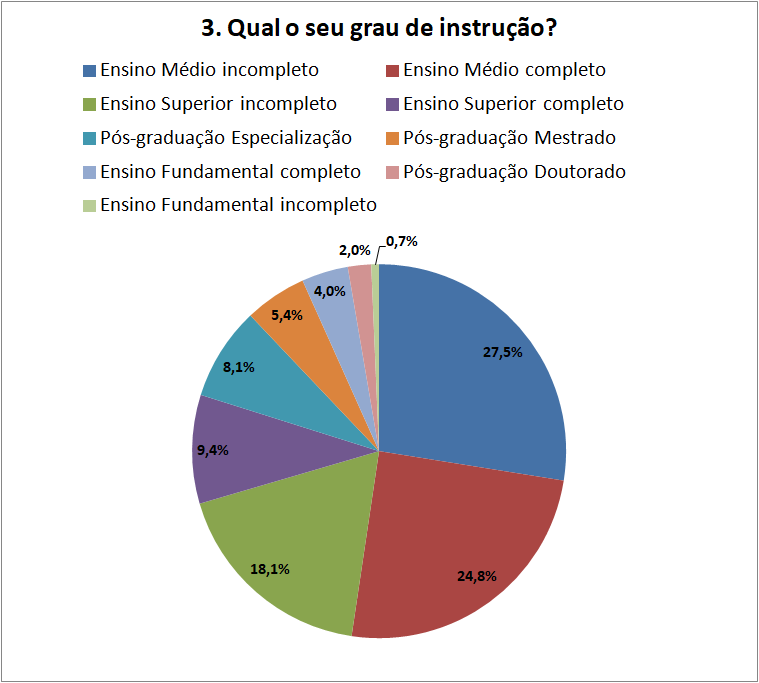 3. Qual o seu grau de instrução?
Ensino Médio incompleto Ensino Médio completo
Ensino Superior incompleto Ensino Superior completo
Pós-graduação Especialização Pós-graduação Mestrado
Ensino Fundamental completo Pós-graduação Doutorado
Ensino Fundamental incompleto
0,7%
2,0%
4,0%
5,4%
27,5%
8,1%
9,4%
18,1%
24,8%